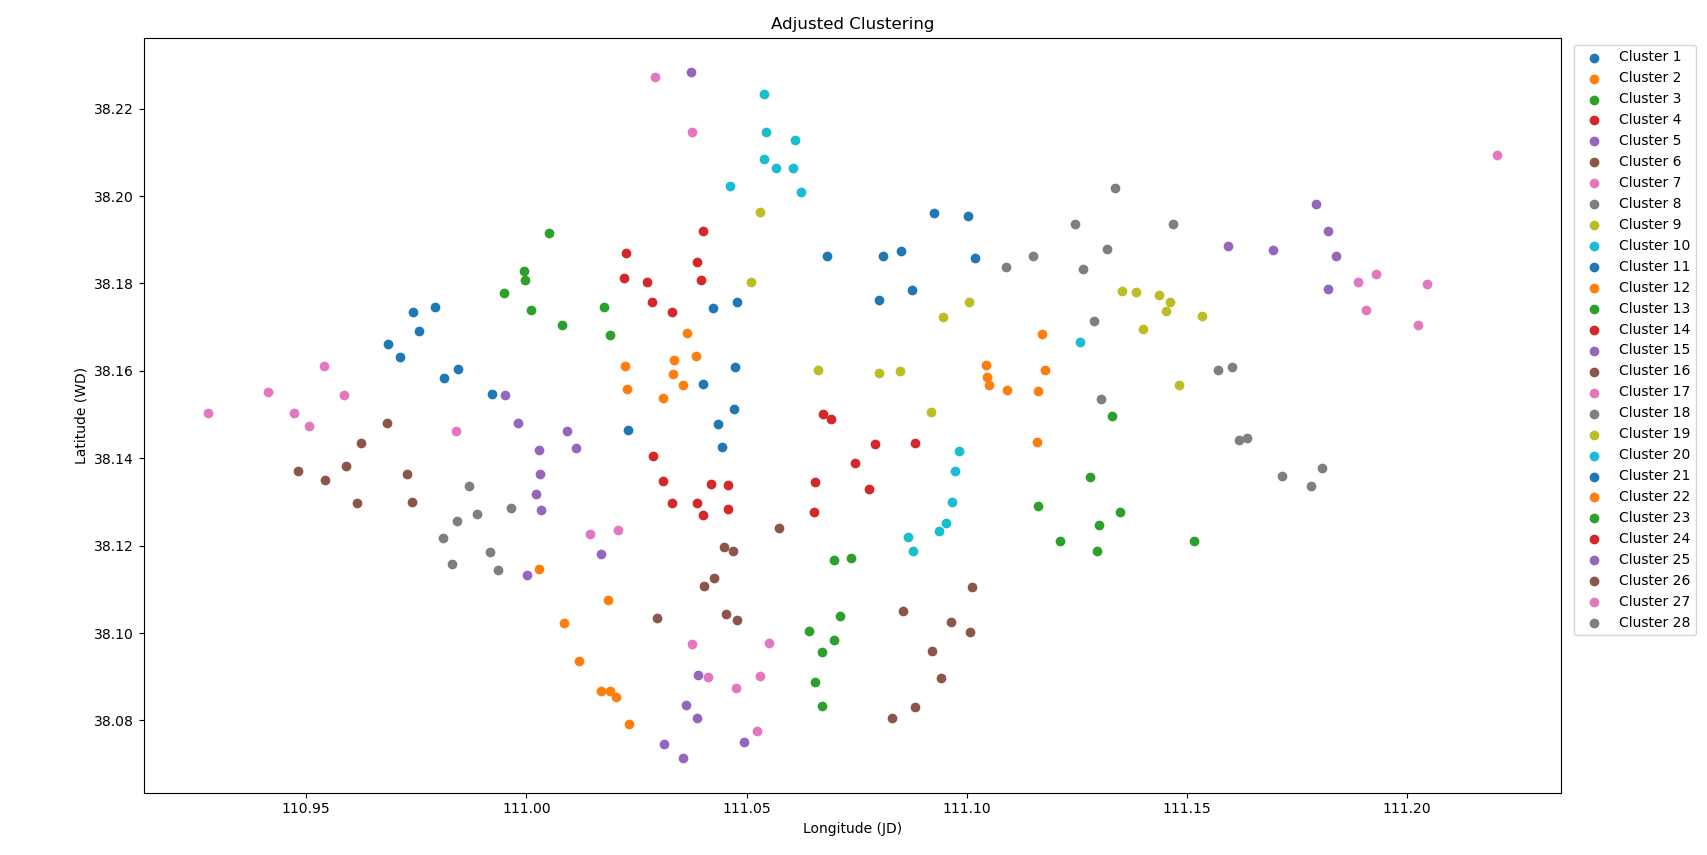 Adjusted Clustering
38.22
38.20
38.18
38.16
38.14
38.12
38.10
38.08
Latitude (WD)
110.95
111.00
111.05
111.10
111.15
111.20
Longitude (JD)
Cluster 1
Cluster 2
Cluster 3
Cluster 4
Cluster 5
Cluster 6
Cluster 7
Cluster 8
Cluster 9
Cluster 10
Cluster 11
Cluster 12
Cluster 13
Cluster 14
Cluster 15
Cluster 16
Cluster 17
Cluster 18
Cluster 19
Cluster 20
Cluster 21
Cluster 22
Cluster 23
Cluster 24
Cluster 25
Cluster 26
Cluster 27
Cluster 28